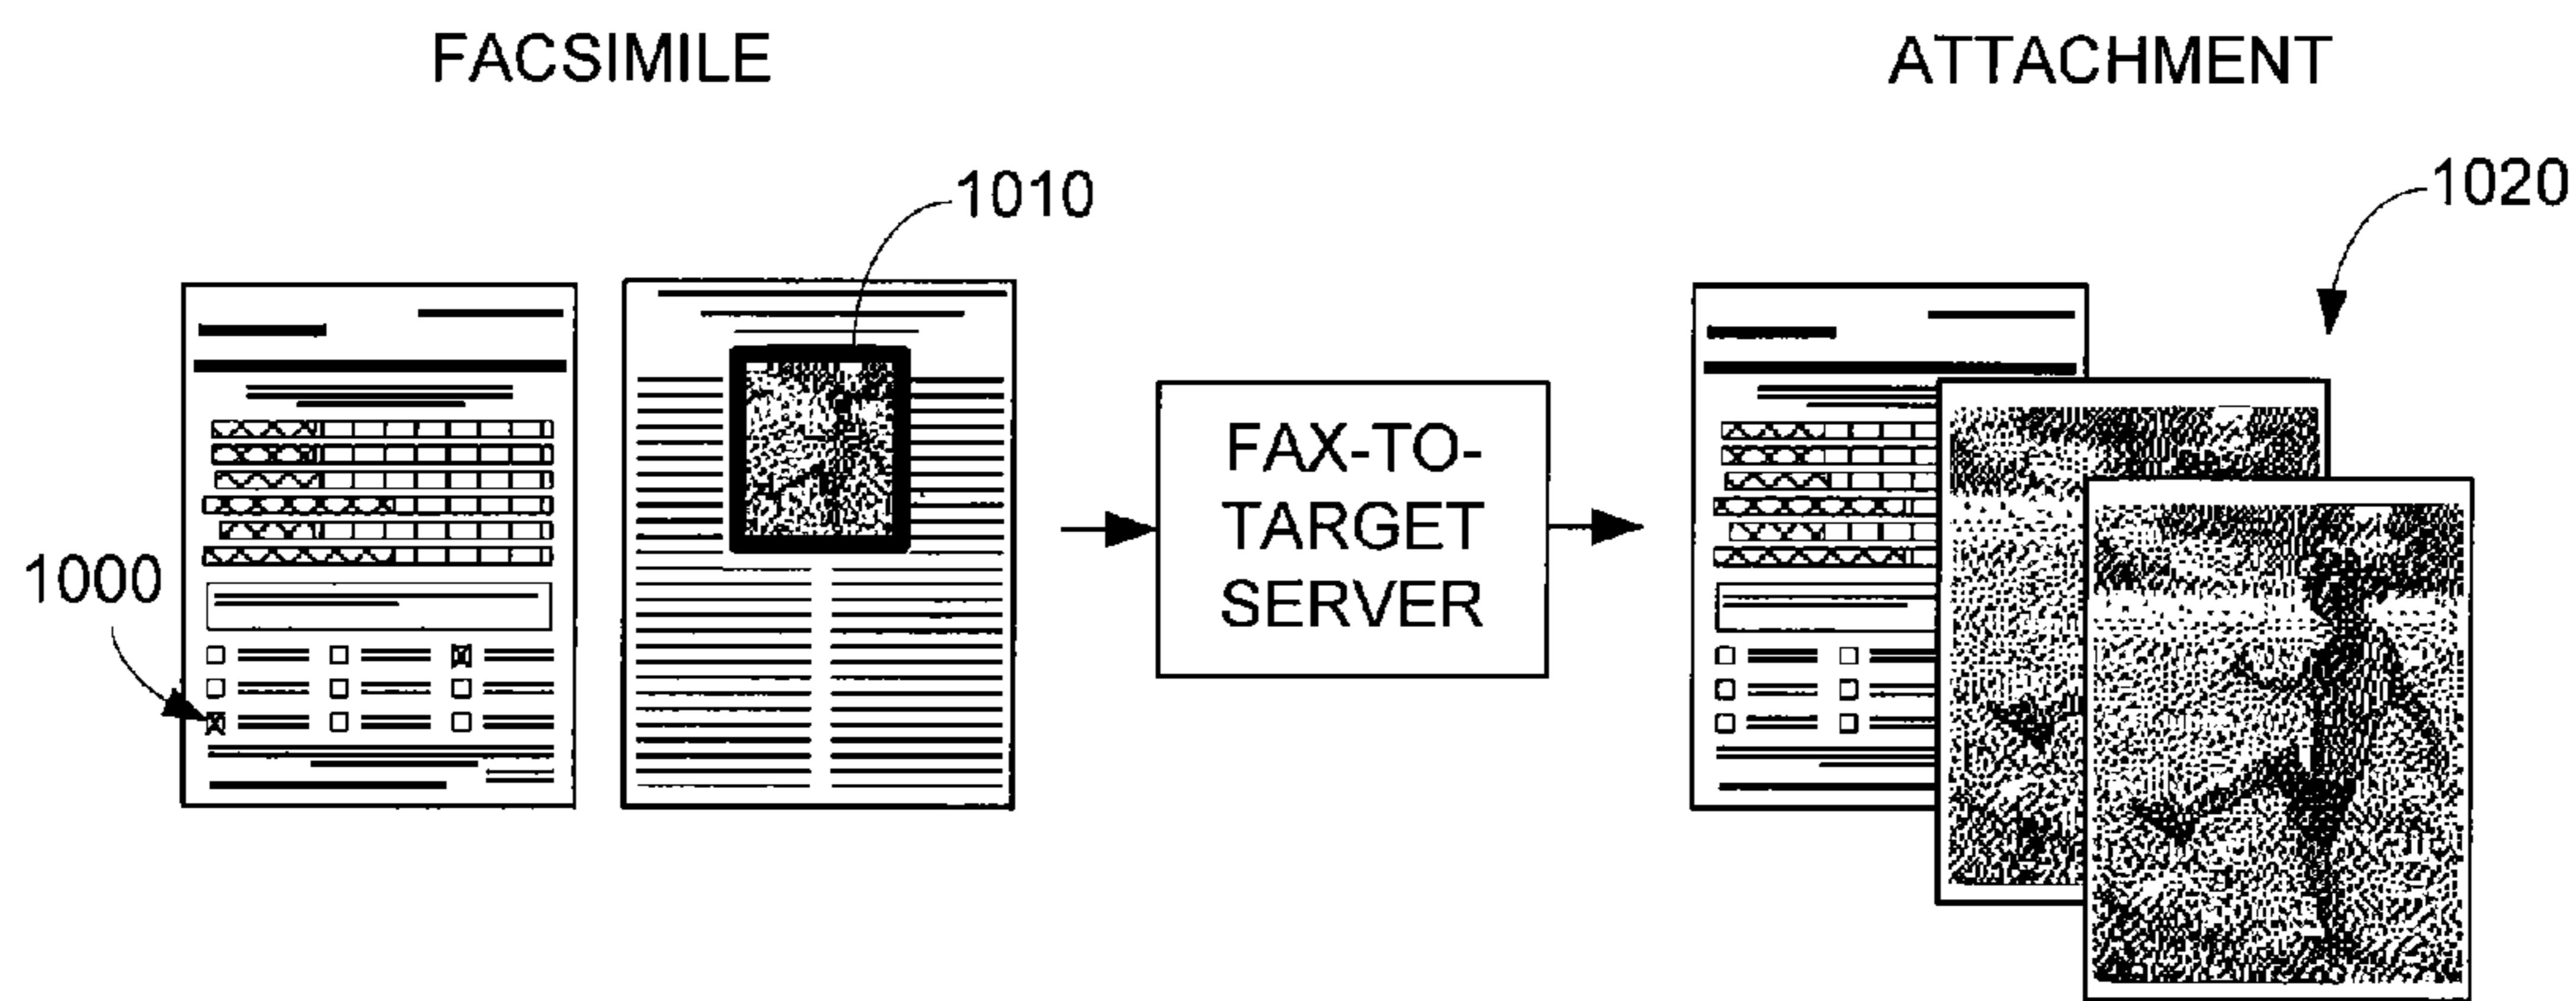 FACSIMILE
ATTACHMENT
1010
1020
1000
FAX-TO-
TARGET
SERVER